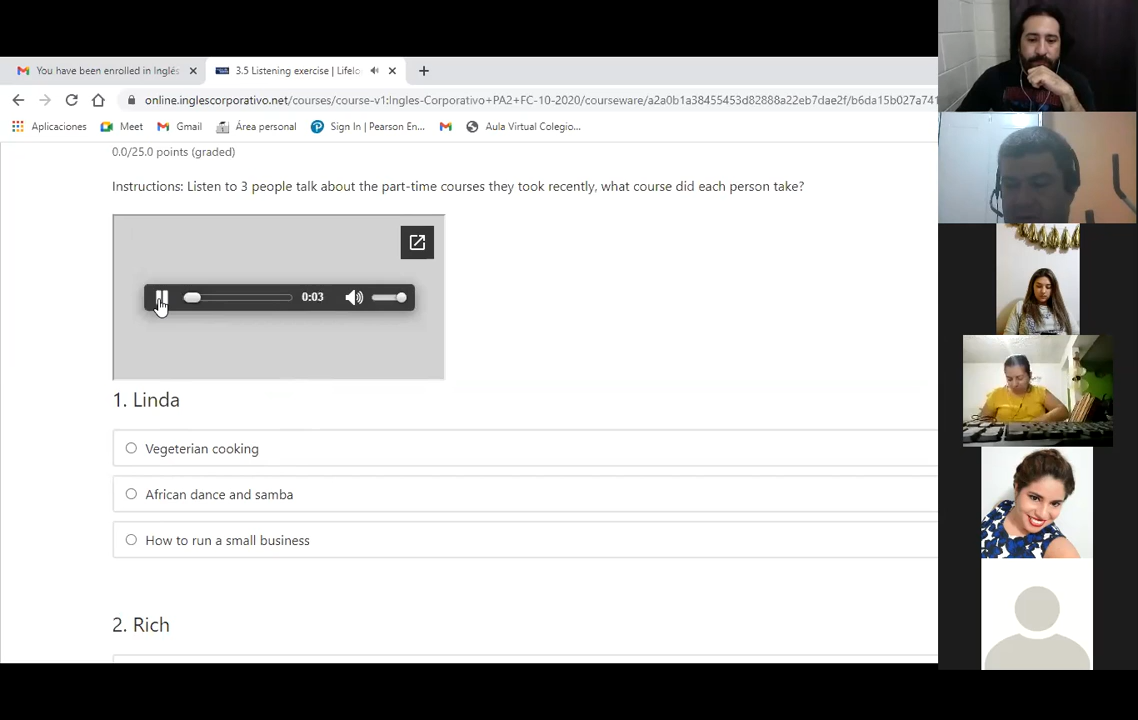 You have been enrolled in Inglés
3.5 Listening exercise | Lifelo
online.inglescorporativo.net/courses/course-v1:Ingles-Corporativo+PA2+FC-10-2020/courseware/a2a0b1a38455453d82888a22eb7dae2f/b6da15b027a741
Aplicaciones Meet Gmail Área personal Sign In | Pearson En... Aula Virtual Colegio...
0.0/25.0 points (graded)
Instructions: Listen to 3 people talk about the part-time courses they took recently, what course did each person take?
0:03
1. Linda
Vegeterian cooking
African dance and samba
How to run a small business
2. Rich